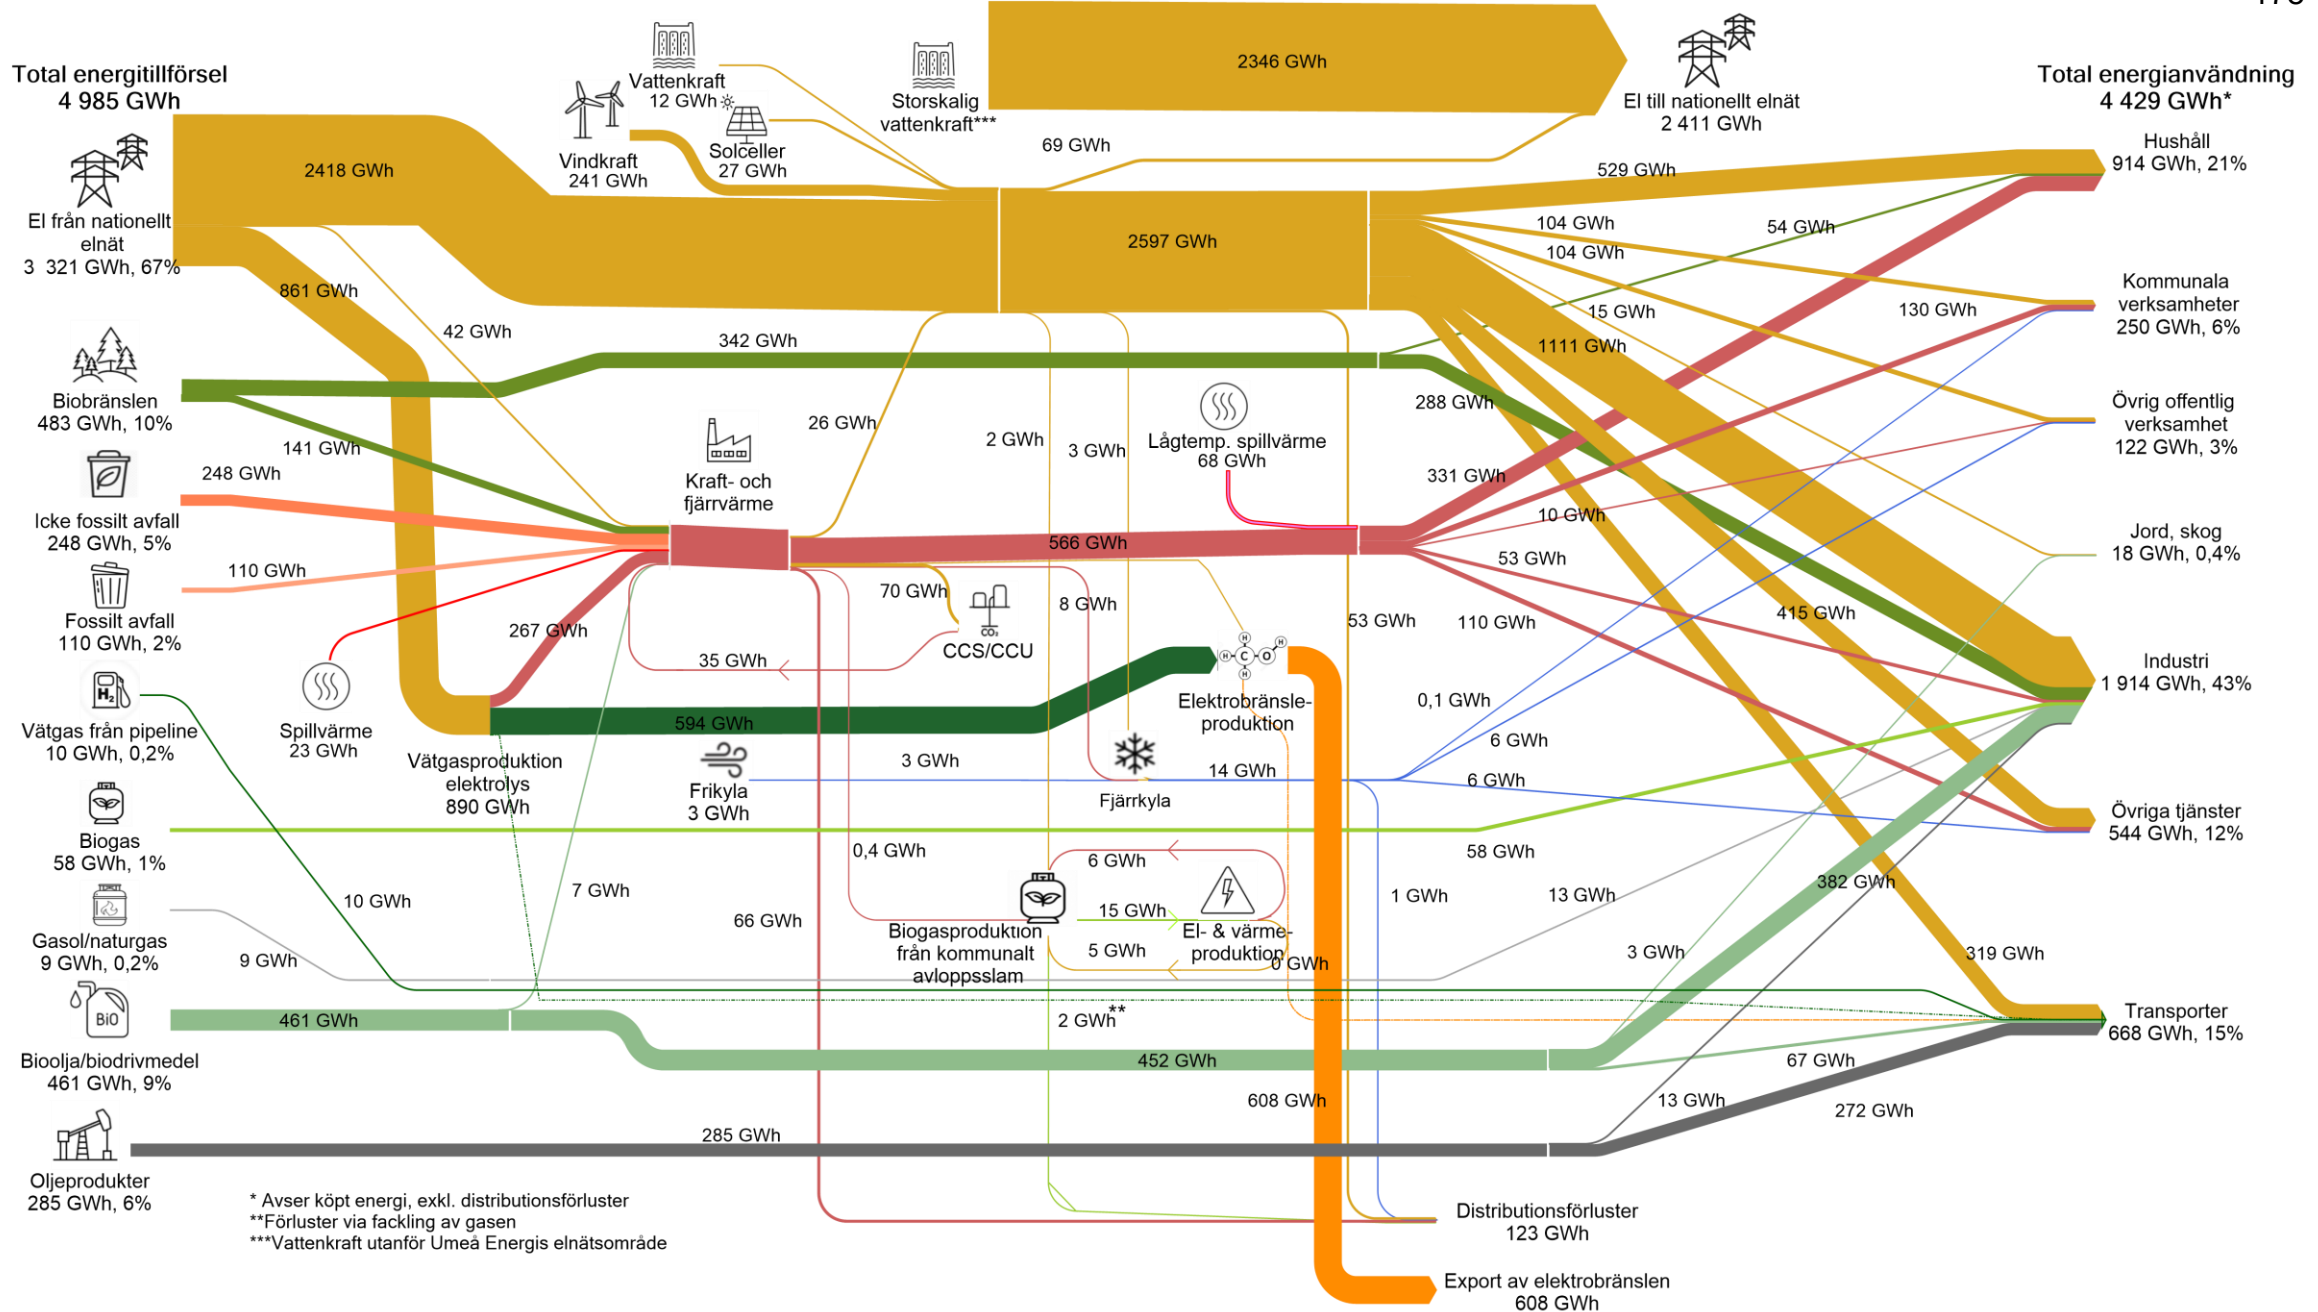 Total energitillförsel
4 985 GWh
El från nationellt
elnät
3 321 GWh, 67%
Biobränslen
483 GWh, 10%
Icke fossilt avfall
248 GWh, 5%
Fossilt avfall
110 GWh, 2%
H2
Vätgas från pipeline
10 GWh, 0,2%
Biogas
58 GWh, 1%
Gasol/naturgas
9 GWh, 0,2%
BiO
Bioolja/biodrivmedel
461 GWh, 9%
Oljeprodukter
285 GWh, 6%
2418 GWh
861 GWh
42 GWh
342 GWh
141 GWh
248 GWh
110 GWh
267 GWh
Spillvärme
23 GWh
Vätgasproduktion
elektrolys
890 GWh
594 GWh
10 GWh
7 GWh
9 GWh
461 GWh
285 GWh
Vattenkraft
12 GWh
Vindkraft
241 GWh
Solceller
27 GWh
Storskalig
vattenkraft***
2346 GWh
El till nationellt elnät
2 411 GWh
69 GWh
2597 GWh
26 GWh
2 GWh
3 GWh
Kraft- och
fjärrvärme
Lågtemp. spillvärme
68 GWh
566 GWh
70 GWh
CO2
CCS/CCU
35 GWh
8 GWh
53 GWh
H
H
H C O
H
Elektrobränsle-
produktion
Frikyla
3 GWh
3 GWh
Fjärrkyla
14 GWh
0,4 GWh
66 GWh
6 GWh
15 GWh
5 GWh
Biogasproduktion
från kommunalt
avloppsslam
El- & värme-
produktion
0 GWh
2 GWh**
452 GWh
608 GWh
1 GWh
529 GWh
104 GWh
104 GWh
54 GWh
15 GWh
130 GWh
1111 GWh
288 GWh
331 GWh
10 GWh
53 GWh
110 GWh
415 GWh
0,1 GWh
6 GWh
6 GWh
58 GWh
13 GWh
382 GWh
3 GWh
319 GWh
67 GWh
13 GWh
272 GWh
Total energianvändning
4 429 GWh*
Hushåll
914 GWh, 21%
Kommunala
verksamheter
250 GWh, 6%
Övrig offentlig
verksamhet
122 GWh, 3%
Jord, skog
18 GWh, 0,4%
Industri
1 914 GWh, 43%
Övriga tjänster
544 GWh, 12%
Transporter
668 GWh, 15%
Distributionsförluster
123 GWh
Export av elektrobränslen
608 GWh
* Avser köpt energi, exkl. distributionsförluster
**Förluster via fackling av gasen
***Vattenkraft utanför Umeå Energis elnätsområde